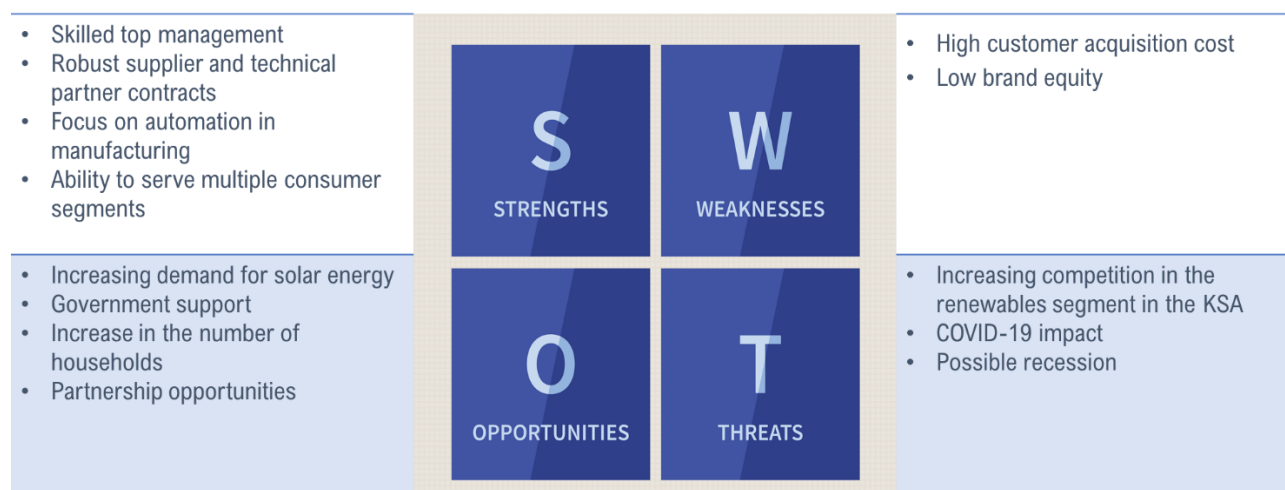 • Skilled top management
• Robust supplier and technical
partner contracts
• Focus on automation in
manufacturing
• Ability to serve multiple consumer
segments
S
STRENGTHS
W
WEAKNESSES
• High customer acquisition cost
• Low brand equity
• Increasing demand for solar energy
• Government support
• Increase in the number of
households
• Partnership opportunities
O
OPPORTUNITIES
T
THREATS
• Increasing competition in the
renewables segment in the KSA
• COVID-19 impact
• Possible recession